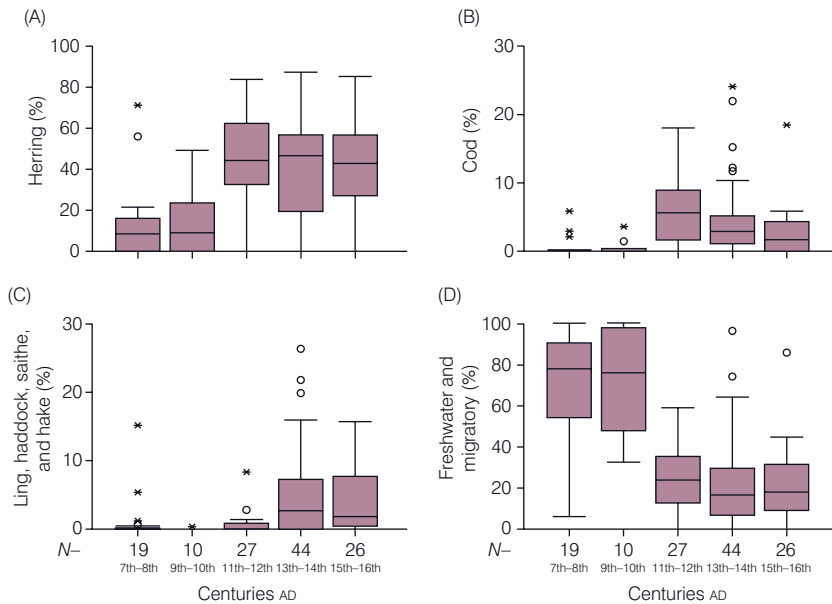 (A)
100
80
60
40
20
0
Herring (%)
(B)
30
20
10
0
Cod (%)
(C)
30
20
10
0
Ling, haddock, saithe,
and hake (%)
N– 19 10 27 44 26
7th–8th 9th–10th 11th–12th 13th–14th 15th–16th
Centuries AD
(D)
100
80
60
40
20
0
Freshwater and
migratory (%)
19 10 27 44 26
7th–8th 9th–10th 11th–12th 13th–14th 15th–16th
Centuries AD
N–